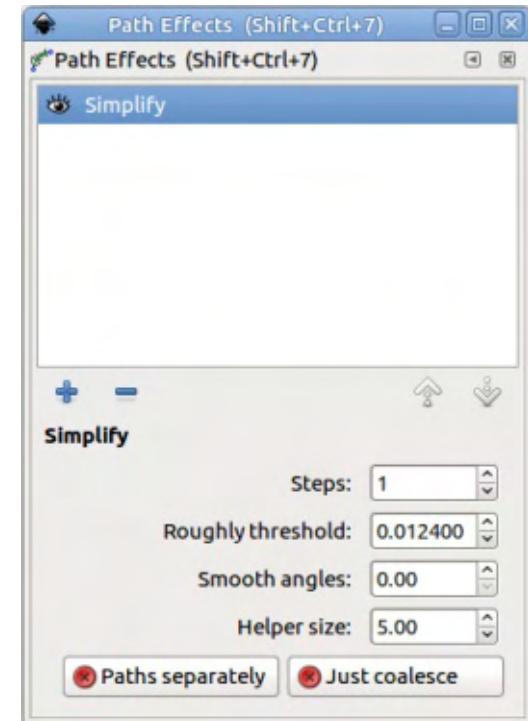 Path Effects (Shift+Ctrl+7)
Path Effects (Shift+Ctrl+7)
Simplify
Simplify
Steps: 1
Roughly threshold: 0.012400
Smooth angles: 0.00
Helper size: 5.00
Paths separately Just coalesce